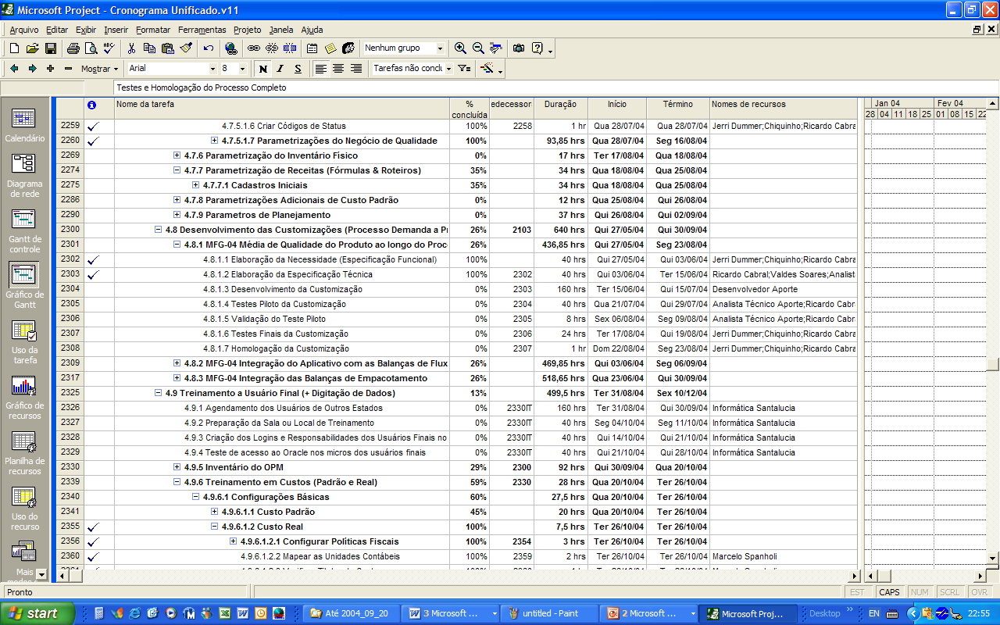 Microsoft Project - Cronograma Unificado.v11
Arquivo Editar Exibir Inserir Formatar Ferramentas Projeto Janela Ajuda
Nenhum grupo
Mostrar Arial 8 N I S Tarefas não conclu
Testes e Homologação do Processo Completo
Nome da tarefa % concluída edecessor Duração Início Término Nomes de recursos Jan 04 Fev 04
28 04 11 18 25 01 08 15 22
2259 4.7.5.1.6 Criar Códigos de Status 100% 2258 1 hr Qua 28/07/04 Qua 28/07/04 Jerri Dummer;Chiquinho;Ricardo Cabra
2260 4.7.5.1.7 Parametrizações do Negócio de Qualidade 100% 93,85 hrs Qua 28/07/04 Seg 16/08/04
2269 4.7.6 Parametrização do Inventário Físico 0% 17 hrs Ter 17/08/04 Qua 18/08/04
2274 4.7.7 Parametrização de Receitas (Fórmulas & Roteiros) 35% 34 hrs Qua 18/08/04 Qua 25/08/04
2275 4.7.7.1 Cadastros Iniciais 35% 34 hrs Qua 18/08/04 Qua 25/08/04
2286 4.7.8 Parametrizações Adicionais de Custo Padrão 0% 12 hrs Qua 25/08/04 Qui 26/08/04
2290 4.7.9 Parametros de Planejamento 0% 37 hrs Qui 26/08/04 Qui 02/09/04
2300 4.8 Desenvolvimento das Customizações (Processo Demanda a P 26% 2103 640 hrs Qui 27/05/04 Qui 30/09/04
2301 4.8.1 MFG-04 Média de Qualidade do Produto ao longo do Proc 26% 436,85 hrs Qui 27/05/04 Seg 23/08/04
2302 4.8.1.1 Elaboração da Necessidade (Especificação Funcional) 100% 40 hrs Qui 27/05/04 Qui 03/06/04 Jerri Dummer;Chiquinho;Ricardo Cabra
2303 4.8.1.2 Elaboração da Especificação Técnica 100% 2302 40 hrs Qui 03/06/04 Ter 15/06/04 Ricardo Cabral;Valdes Soares;Analist
2304 4.8.1.3 Desenvolvimento da Customização 0% 2303 160 hrs Ter 15/06/04 Qui 15/07/04 Desenvolvedor Aporte
2305 4.8.1.4 Testes Piloto da Customização 0% 2304 40 hrs Qua 21/07/04 Qui 29/07/04 Analista Técnico Aporte;Ricardo Cabra
2306 4.8.1.5 Validação do Teste Piloto 0% 2305 8 hrs Sex 06/08/04 Seg 09/08/04 Analista Técnico Aporte;Ricardo Cabra
2307 4.8.1.6 Testes Finais da Customização 0% 2306 24 hrs Ter 17/08/04 Qui 19/08/04 Jerri Dummer;Chiquinho;Ricardo Cabra
2308 4.8.1.7 Homologação da Customização 0% 2307 1 hr Dom 22/08/04 Seg 23/08/04 Jerri Dummer;Chiquinho;Ricardo Cabra
2309 4.8.2 MFG-04 Integração do Aplicativo com as Balanças de Flux 26% 469,85 hrs Qui 03/06/04 Seg 06/09/04
2317 4.8.3 MFG-04 Integração das Balanças de Empacotamento 26% 518,65 hrs Qua 23/06/04 Qui 30/09/04
2325 4.9 Treinamento a Usuário Final (+ Digitação de Dados) 13% 499,5 hrs Ter 31/08/04 Sex 10/12/04
2326 4.9.1 Agendamento dos Usuários de Outros Estados 0% 2330IT 160 hrs Ter 31/08/04 Qui 30/09/04 Informática Santalucia
2327 4.9.2 Preparação da Sala ou Local de Treinamento 0% 2330IT 40 hrs Seg 04/10/04 Seg 11/10/04 Informática Santalucia
2328 4.9.3 Criação dos Logins e Responsabilidades dos Usuários Finais no 0% 2330IT 40 hrs Qui 14/10/04 Qui 21/10/04 Informática Santalucia
2329 4.9.4 Teste de acesso ao Oracle nos micros dos usuários finais 0% 2330IT 40 hrs Qui 21/10/04 Qui 28/10/04 Informática Santalucia
2330 4.9.5 Inventário do OPM 29% 2300 92 hrs Qui 30/09/04 Qua 20/10/04
2339 4.9.6 Treinamento em Custos (Padrão e Real) 59% 2330 28 hrs Qua 20/10/04 Ter 26/10/04
2340 4.9.6.1 Configurações Básicas 60% 27,5 hrs Qua 20/10/04 Ter 26/10/04
2341 4.9.6.1.1 Custo Padrão 45% 20 hrs Qua 20/10/04 Ter 26/10/04
2355 4.9.6.1.2 Custo Real 100% 7,5 hrs Ter 26/10/04 Ter 26/10/04
2356 4.9.6.1.2.1 Configurar Políticas Fiscais 100% 2354 3 hrs Ter 26/10/04 Ter 26/10/04
2360 4.9.6.1.2.2 Mapear as Unidades Contábeis 100% 2359 2 hrs Ter 26/10/04 Ter 26/10/04 Marcelo Spanholi
Calendário
Diagrama de rede
Gantt de controle
Gráfico de Gantt
Uso da tarefa
Gráfico de recursos
Planilha de recursos
Uso do recurso
Mais
Pronto EST CAPS NUM SCRL OVR
start Até 2004_09_20 3 Microsoft ... untitled - Paint 2 Microsoft ... Microsoft Proj... Desktop EN 22:55